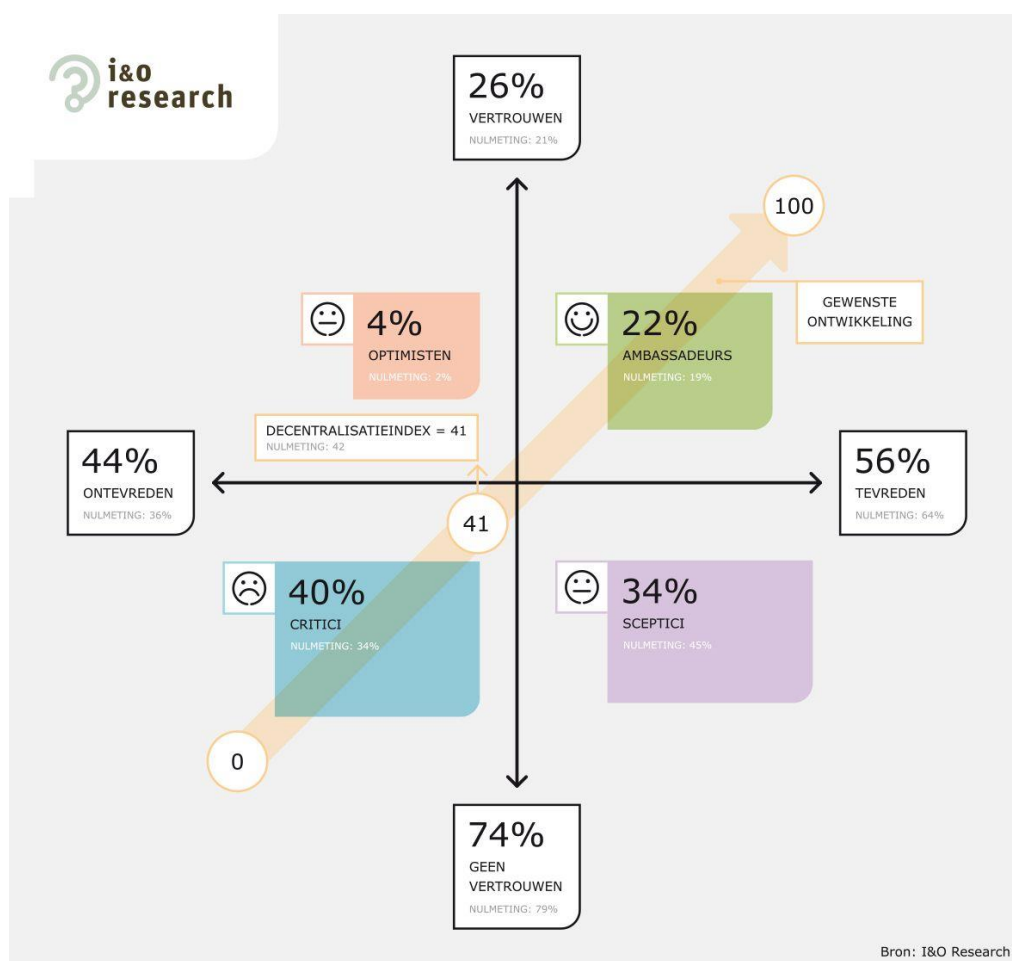 i&o
research
26%
VERTROUWEN
NULMETING: 21%
100
GEWENSTE
ONTWIKKELING
4%
OPTIMISTEN
NULMETING: 2%
22%
AMBASSADEURS
NULMETING: 19%
DECENTRALISATIEINDEX = 41
NULMETING: 42
44%
ONTEVREDEN
NULMETING: 36%
56%
TEVREDEN
NULMETING: 64%
41
40%
CRITICI
NULMETING: 34%
34%
SCEPTICI
NULMETING: 45%
0
74%
GEEN
VERTROUWEN
NULMETING: 79%
Bron: I&O Research